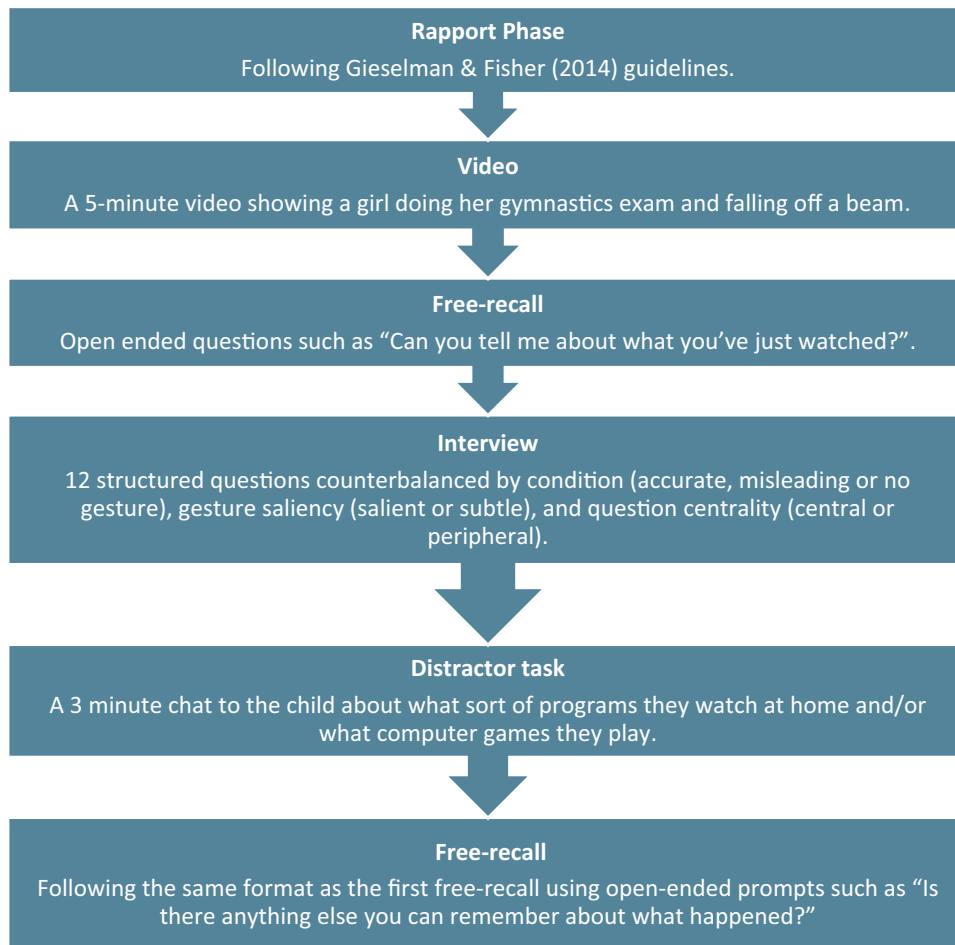 Rapport Phase
Following Gieselman & Fisher (2014) guidelines.
Video
A 5-minute video showing a girl doing her gymnastics exam and falling off a beam.
Free-recall
Open ended questions such as “Can you tell me about what you’ve just watched?”.
Interview
12 structured questions counterbalanced by condition (accurate, misleading or no
gesture), gesture saliency (salient or subtle), and question centrality (central or
peripheral).
Distractor task
A 3 minute chat to the child about what sort of programs they watch at home and/or
what computer games they play.
Free-recall
Following the same format as the first free-recall using open-ended prompts such as “Is
there anything else you can remember about what happened?”